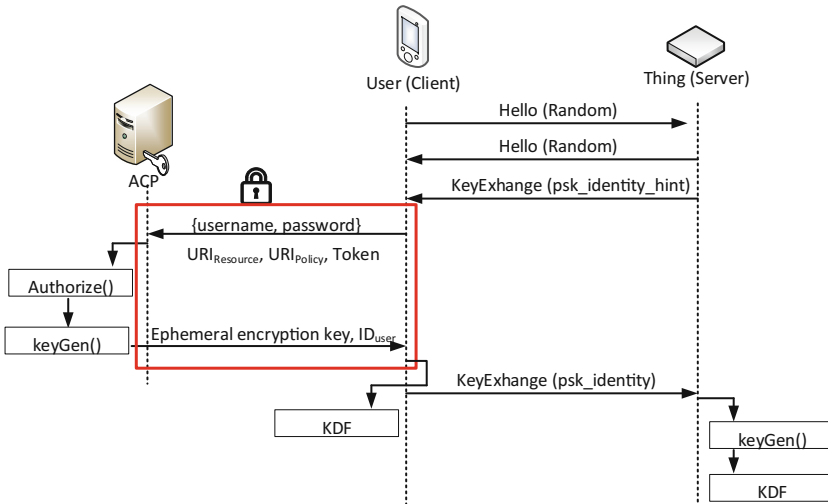 User (Client)
Thing (Server)
Hello (Random)
Hello (Random)
ACP
KeyExhange (psk_identity_hint)
{username, password}
URIResource, URIPolicy, Token
Authorize()
keyGen()
Ephemeral encryption key, IDuser
KeyExhange (psk_identity)
KDF
keyGen()
KDF